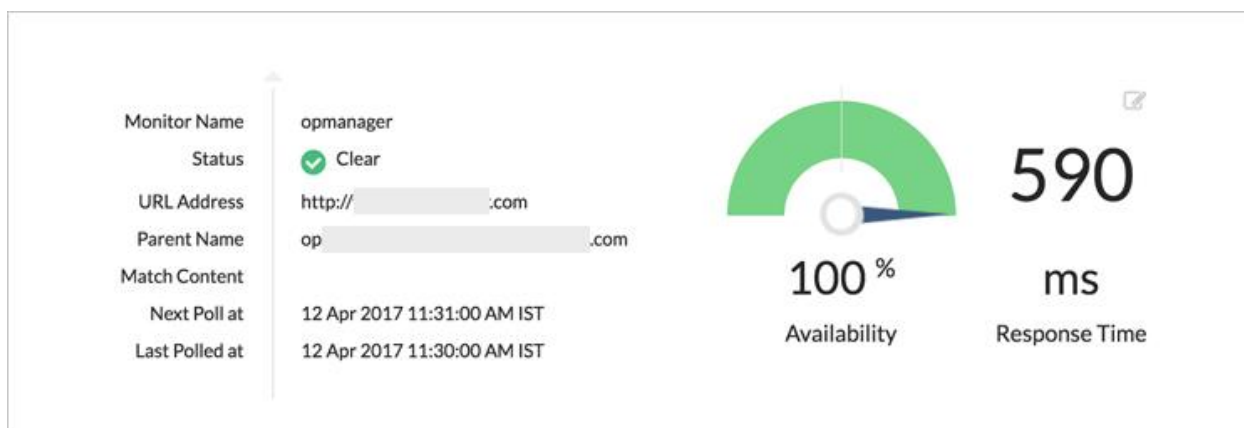 Monitor Name opmanager
Status Clear
URL Address http:// .com
Parent Name op .com
Match Content
Next Poll at 12 Apr 2017 11:31:00 AM IST
Last Polled at 12 Apr 2017 11:30:00 AM IST
100 %
Availability
590
ms
Response Time